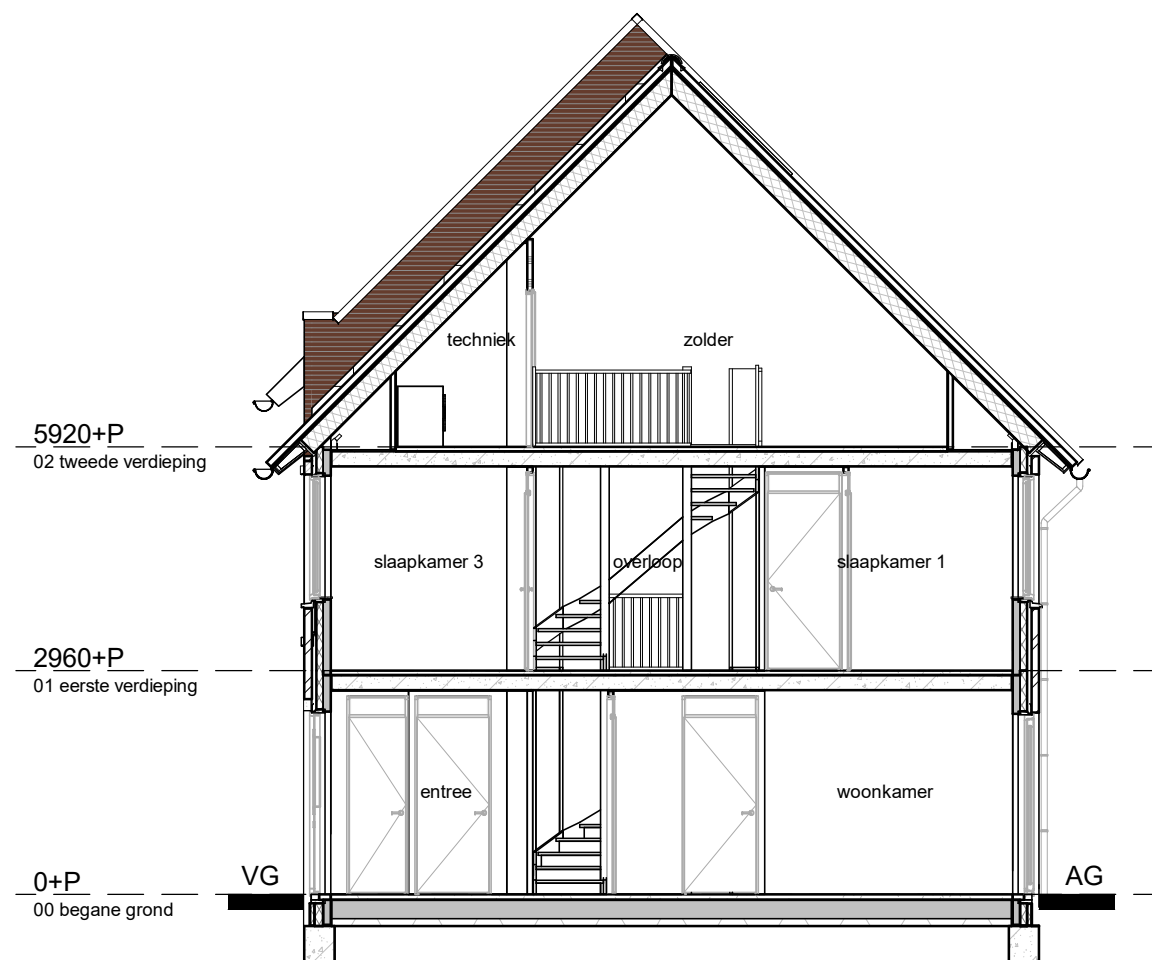 techniek
zolder
5920+P
02 tweede verdieping
slaapkamer 3
overloop
slaapkamer 1
2960+P
01 eerste verdieping
entree
woonkamer
VG
AG
0+P
00 begane grond